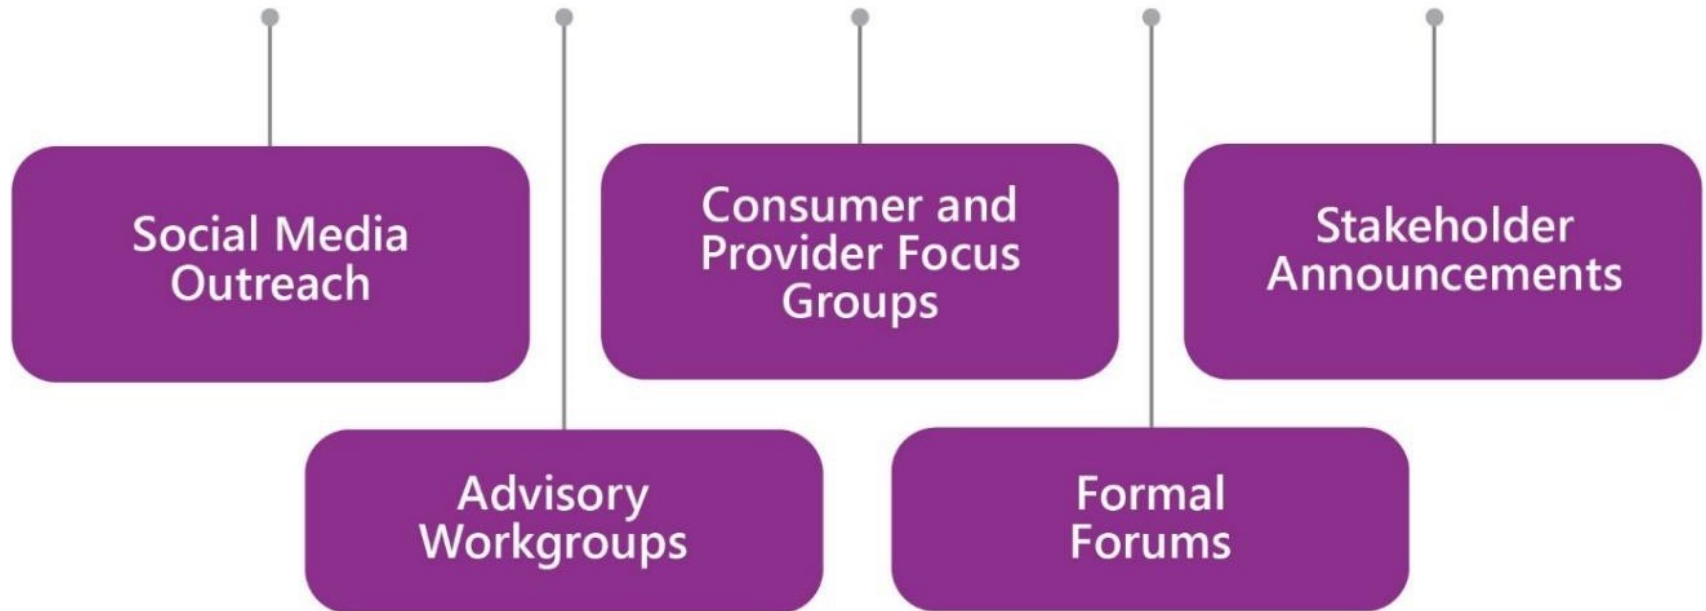 Social Media
Outreach
Consumer and
Provider Focus
Groups
Stakeholder
Announcements
Advisory
Workgroups
Formal
Forums